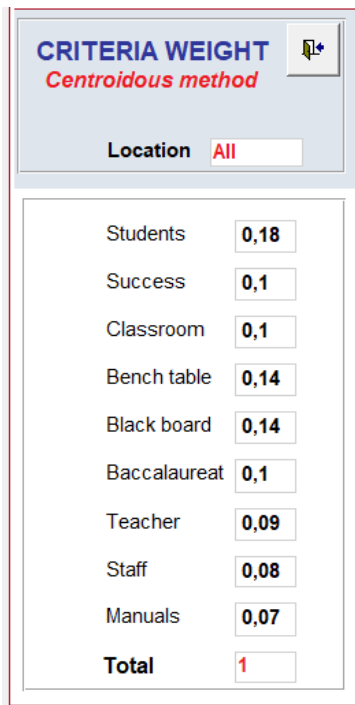 CRITERIA WEIGHT
Centroidous method
Location All
Students 0,18
Success 0,1
Classroom 0,1
Bench table 0,14
Black board 0,14
Baccalaureat 0,1
Teacher 0,09
Staff 0,08
Manuals 0,07
Total 1